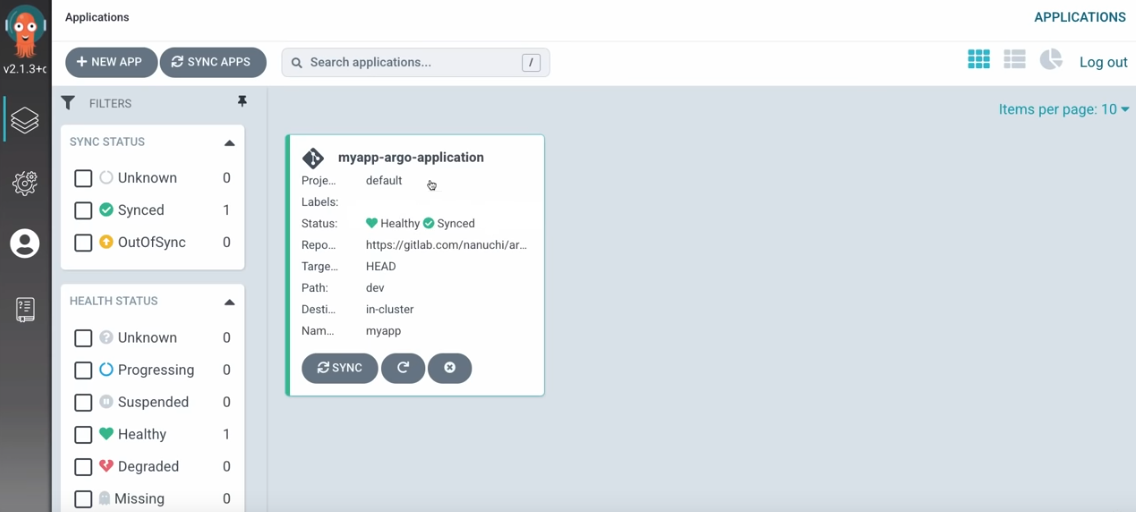 Applications
APPLICATIONS
v2.1.3+c
+ NEW APP
SYNC APPS
Search applications...
/
Log out
FILTERS
Items per page: 10
SYNC STATUS
Unknown 0
Synced 1
OutOfSync 0
HEALTH STATUS
Unknown 0
Progressing 0
Suspended 0
Healthy 1
Degraded 0
Missing 0
myapp-argo-application
Proje... default
Labels:
Status: Healthy Synced
Repo... https://gitlab.com/nanuchi/ar...
Targe... HEAD
Path: dev
Desti... in-cluster
Nam... myapp
SYNC